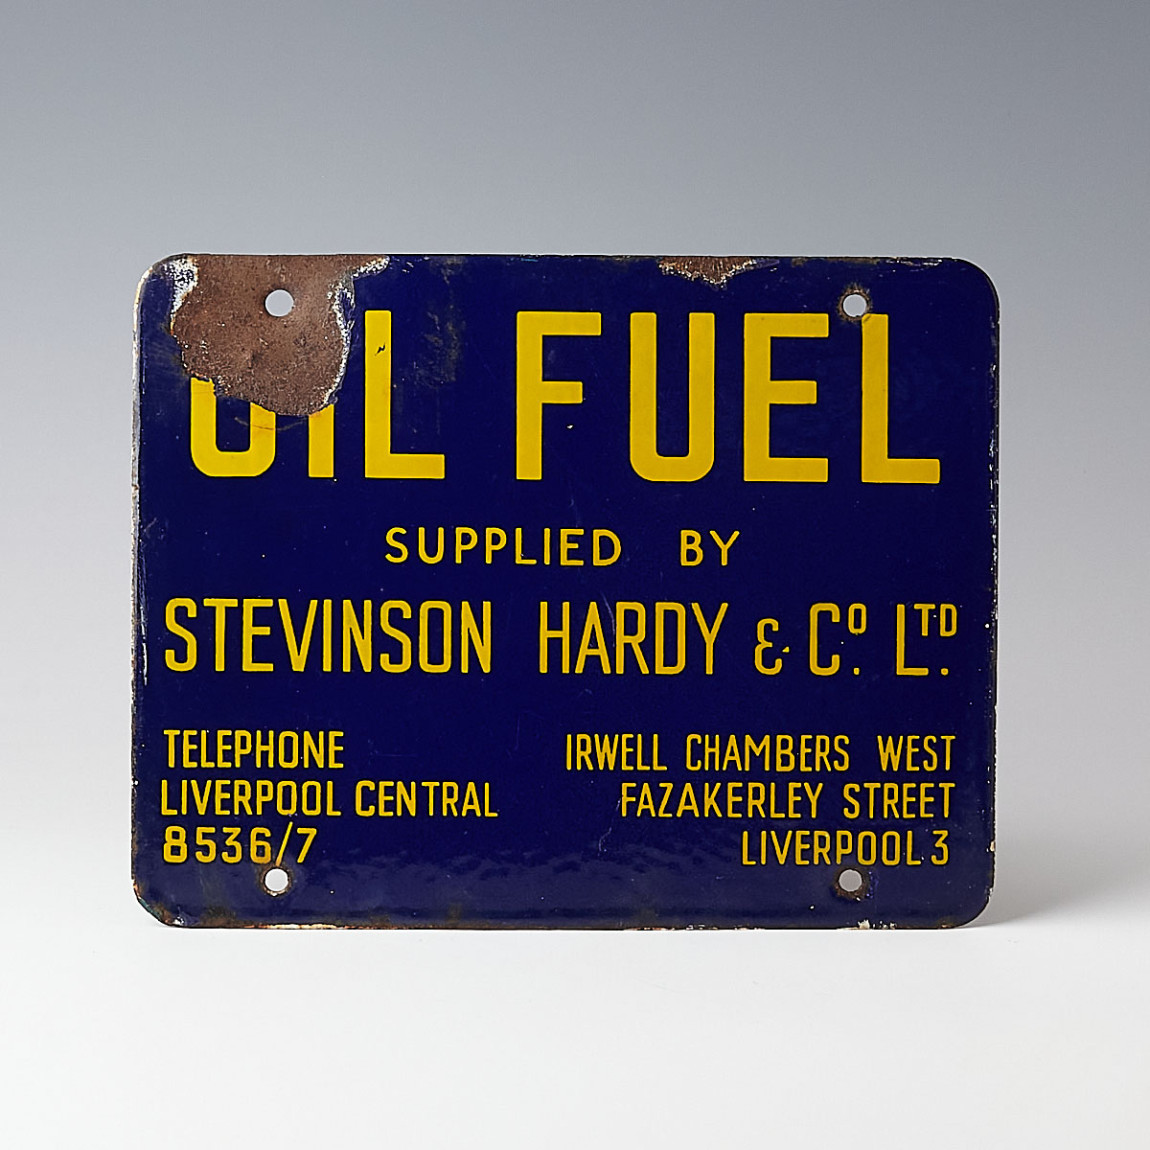 OIL FUEL
SUPPLIED BY
STEVINSON HARDY & Cº. LTD.
TELEPHONE
LIVERPOOL CENTRAL
8536/7
IRWELL CHAMBERS WEST
FAZAKERLEY STREET
LIVERPOOL.3